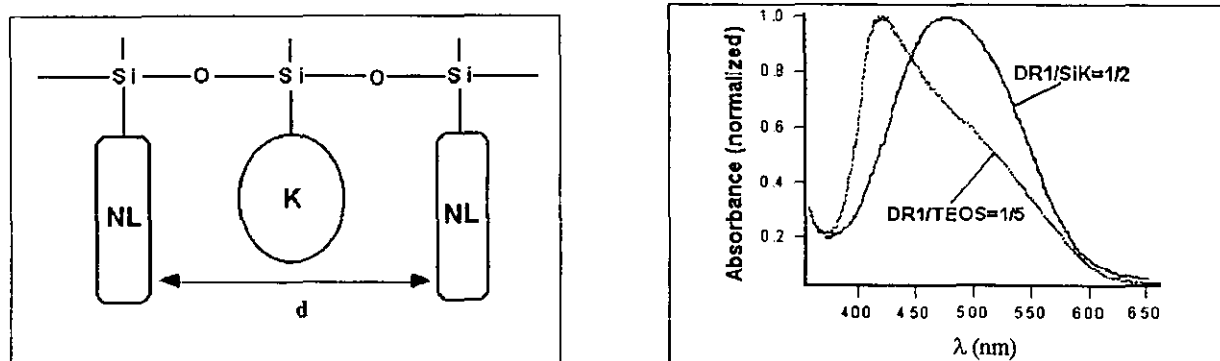 Si O Si O Si
NL K NL
d
Absorbance (normalized)
1.0
0.8
0.6
0.4
0.2
DR1/SiK=1/2
DR1/TEOS=1/5
400 450 500 550 600 650
λ (nm)